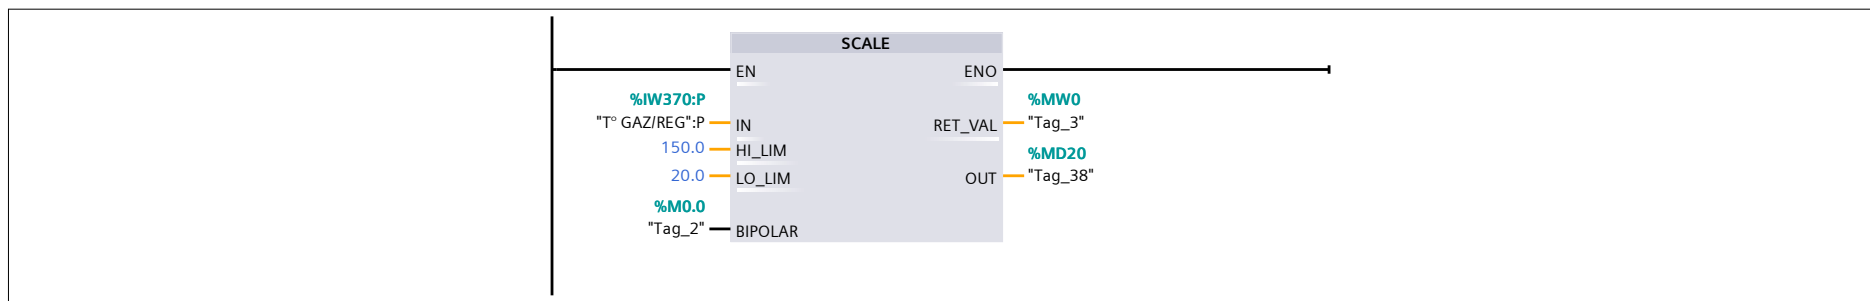 SCALE
EN ENO
%IW370:P %MW0
"T° GAZ/REG":P IN RET_VAL "Tag_3"
150.0 HI_LIM %MD20
20.0 LO_LIM OUT "Tag_38"
%M0.0
"Tag_2" BIPOLAR